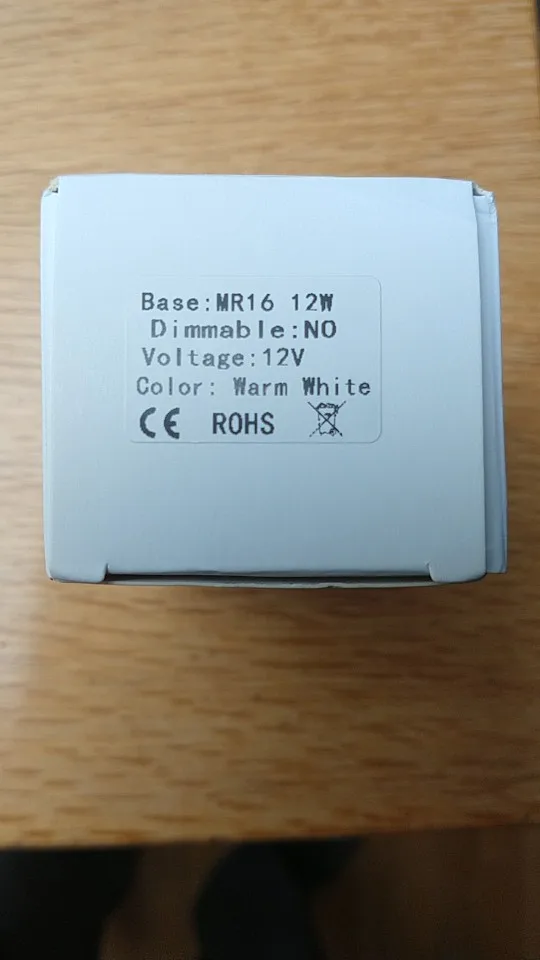 Base:MR16 12W
Dimmable:NO
Voltage:12V
Color: Warm White
CE ROHS